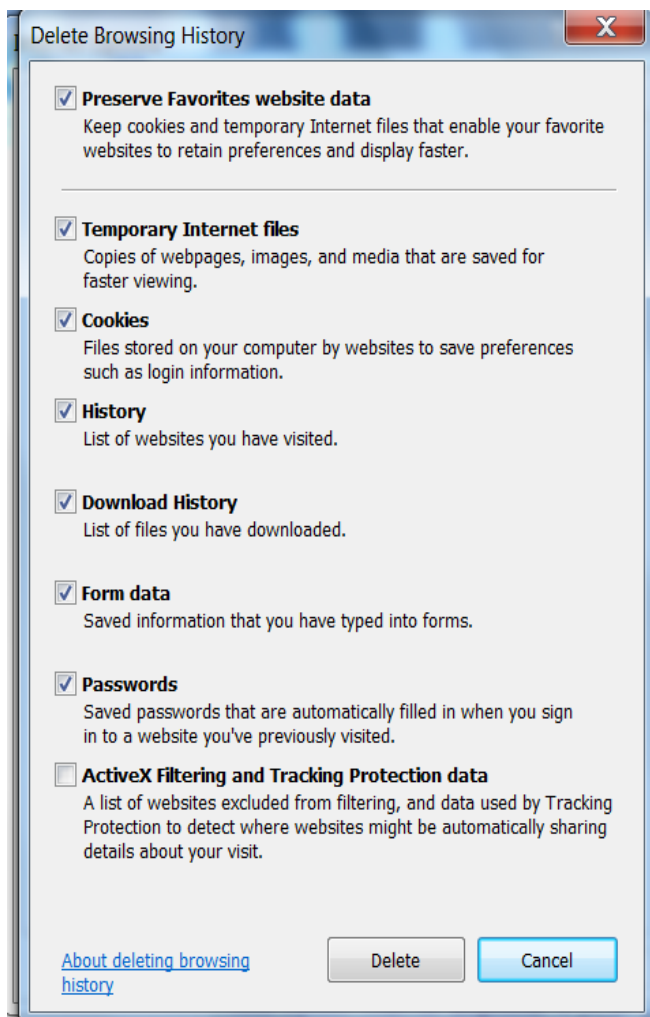 Delete Browsing History
X
Preserve Favorites website data
Keep cookies and temporary Internet files that enable your favorite
websites to retain preferences and display faster.
Temporary Internet files
Copies of webpages, images, and media that are saved for
faster viewing.
Cookies
Files stored on your computer by websites to save preferences
such as login information.
History
List of websites you have visited.
Download History
List of files you have downloaded.
Form data
Saved information that you have typed into forms.
Passwords
Saved passwords that are automatically filled in when you sign
in to a website you've previously visited.
ActiveX Filtering and Tracking Protection data
A list of websites excluded from filtering, and data used by Tracking
Protection to detect where websites might be automatically sharing
details about your visit.
About deleting browsing
history
Delete
Cancel